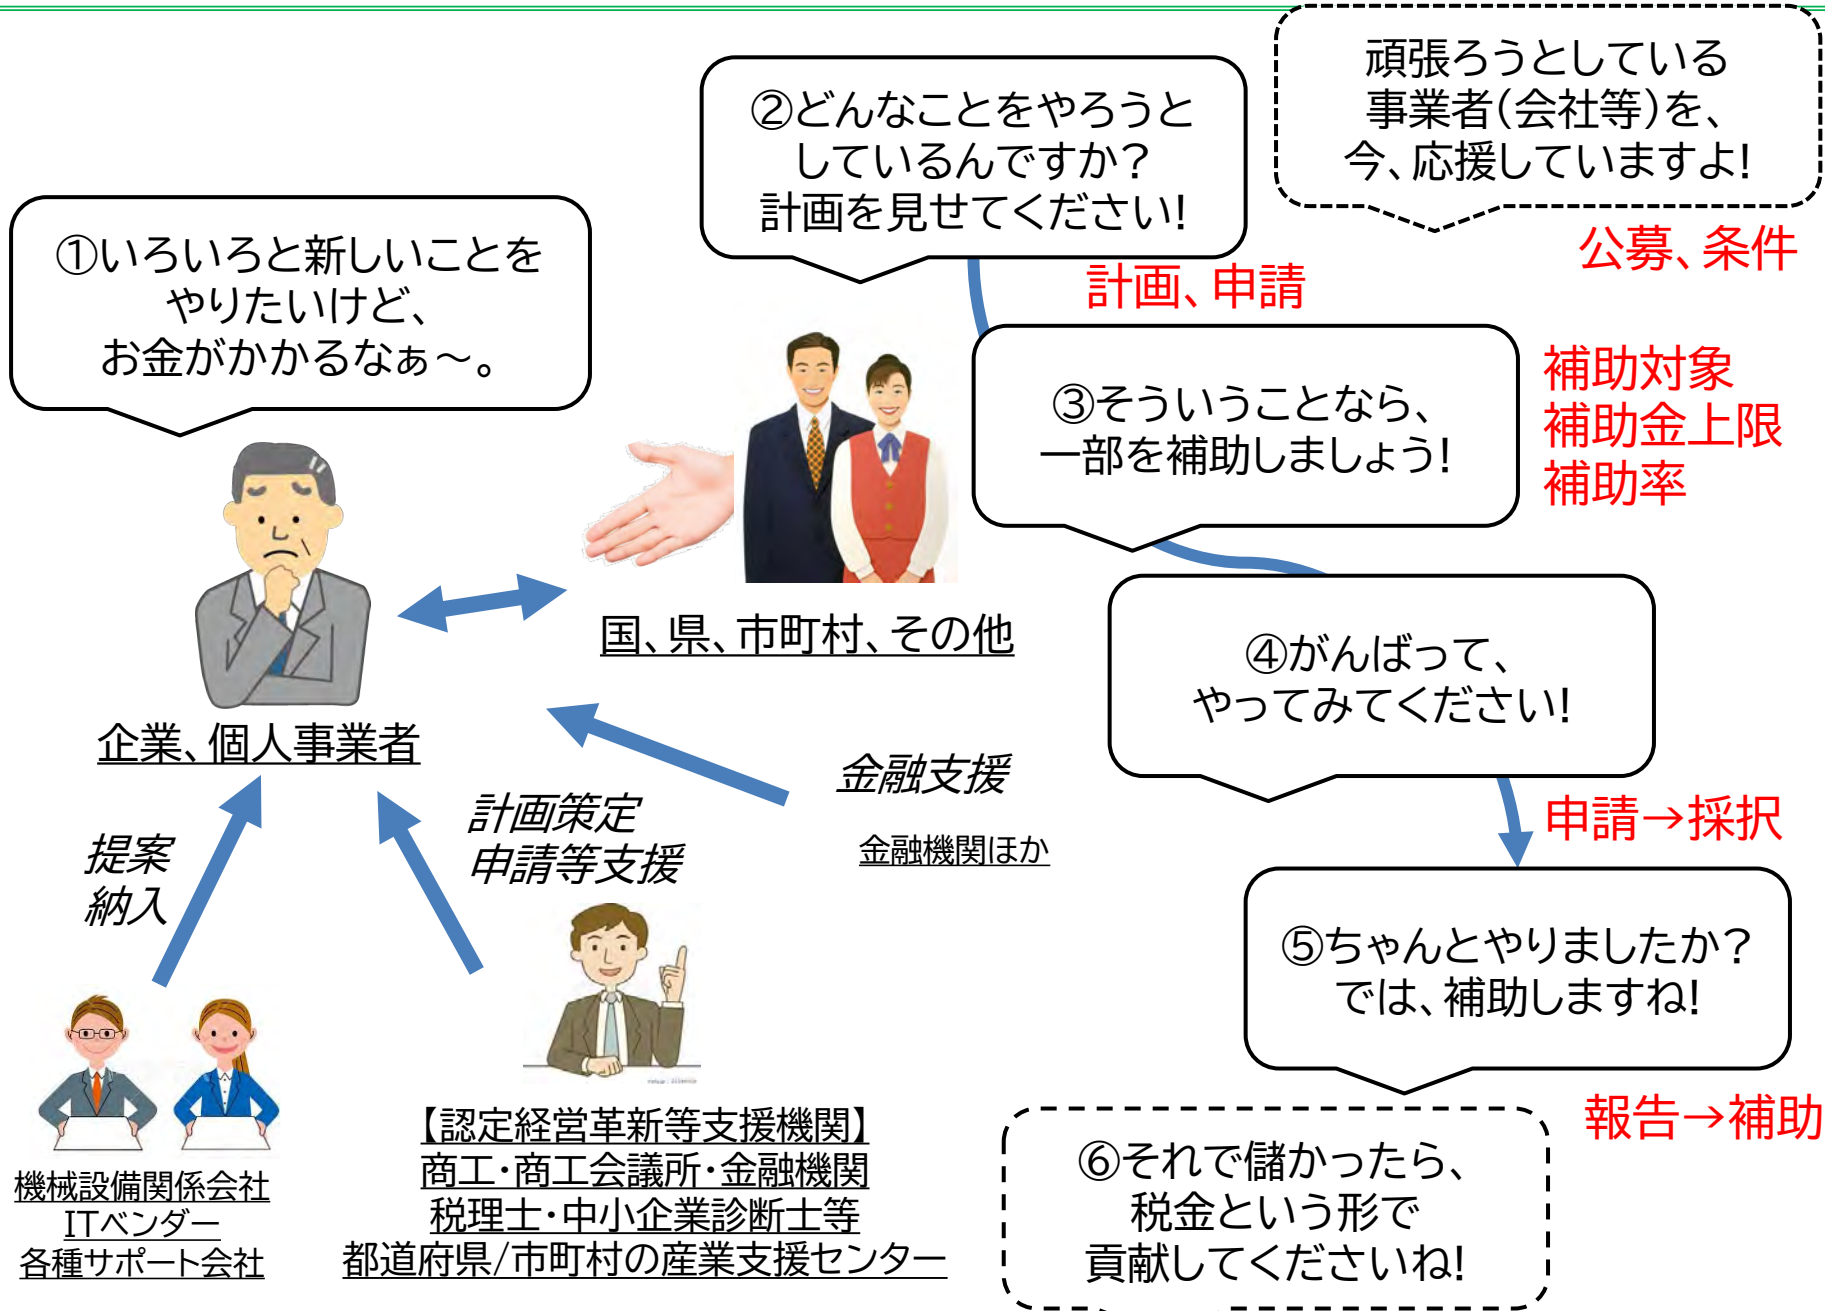 頑張ろうとしている
事業者(会社等)を、
今、応援していますよ!
公募、条件
②どんなことをやろうと
しているんですか?
計画を見せてください!
計画、申請
①いろいろと新しいことを
やりたいけど、
お金がかかるなぁ～。
③そういうことなら、
一部を補助しましょう!
補助対象
補助金上限
補助率
国、県、市町村、その他
④がんばって、
やってみてください!
申請→採択
企業、個人事業者
金融支援
金融機関ほか
計画策定
申請等支援
提案
納入
⑤ちゃんとやりましたか?
では、補助しますね!
報告→補助
機械設備関係会社
ITベンダー
各種サポート会社
【認定経営革新等支援機関】
商工・商工会議所・金融機関
税理士・中小企業診断士等
都道府県/市町村の産業支援センター
⑥それで儲かったら、
税金という形で
貢献してくださいね!